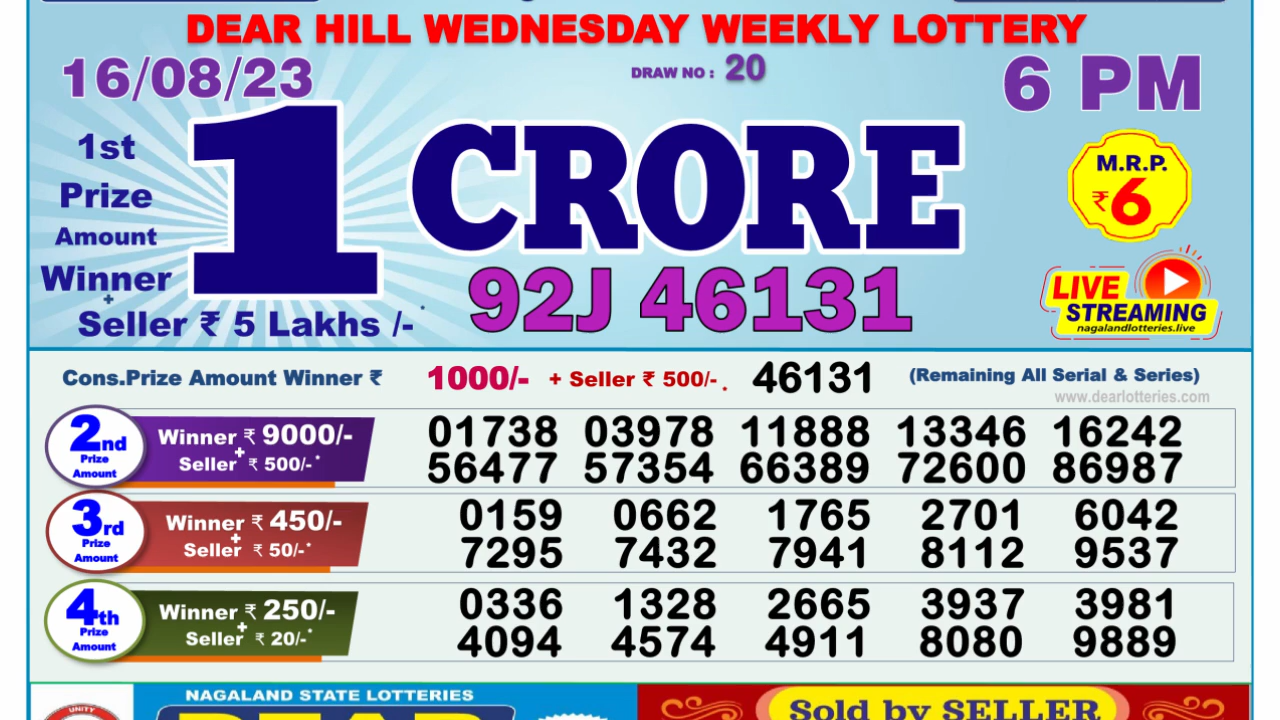 DEAR HILL WEDNESDAY WEEKLY LOTTERY
16/08/23
DRAW NO : 20
6 PM
1st
Prize
Amount
Winner
+
Seller ₹ 5 Lakhs /- *
1 CRORE
92J 46131
M.R.P.
₹6
LIVE
STREAMING
nagalandlotteries.live
Cons.Prize Amount Winner ₹ 1000/- + Seller ₹ 500/- . 46131 (Remaining All Serial & Series)
www.dearlotteries.com
2nd
Prize
Amount
Winner ₹ 9000/-
+
Seller ₹ 500/- *
01738 03978 11888 13346 16242
56477 57354 66389 72600 86987
3rd
Prize
Amount
Winner ₹ 450/-
+
Seller ₹ 50/- *
0159 0662 1765 2701 6042
7295 7432 7941 8112 9537
4th
Prize
Amount
Winner ₹ 250/-
+
Seller ₹ 20/- *
0336 1328 2665 3937 3981
4094 4574 4911 8080 9889
NAGALAND STATE LOTTERIES
DEAR
UNITY
Sold by SELLER